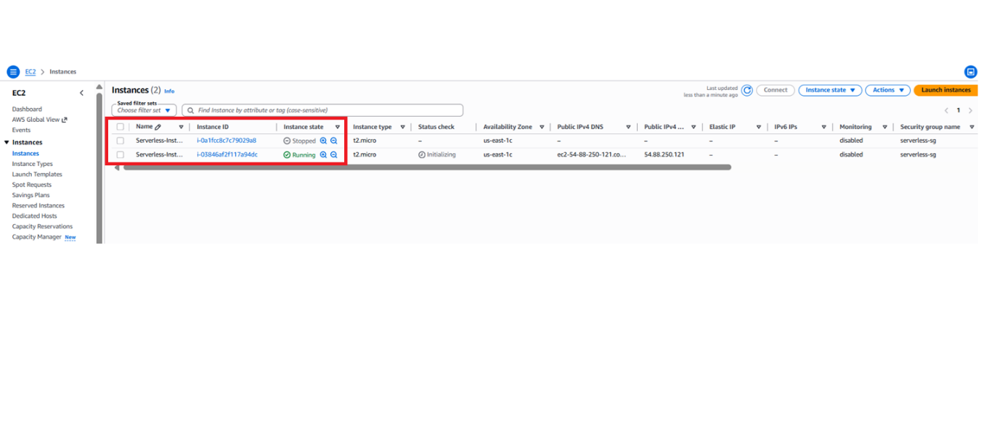 EC2 > Instances
EC2
Dashboard
AWS Global View
Events
Instances
Instances
Instance Types
Launch Templates
Spot Requests
Savings Plans
Reserved Instances
Dedicated Hosts
Capacity Reservations
Capacity Manager New
Instances (2) Info
Last updated
less than a minute ago
Connect Instance state Actions Launch instances
Saved filter sets
Choose filter set Find Instance by attribute or tag (case-sensitive)
1
Name Instance ID Instance state Instance type Status check Availability Zone Public IPv4 DNS Public IPv4 ... Elastic IP IPv6 IPs Monitoring Security group name
Serverless-Inst... i-0a1fcc8c7c79029a8 Stopped t2.micro – us-east-1c – – – – disabled serverless-sg
Serverless-Inst... i-03846af2f117a94dc Running t2.micro Initializing us-east-1c ec2-54-88-250-121.co... 54.88.250.121 – – disabled serverless-sg